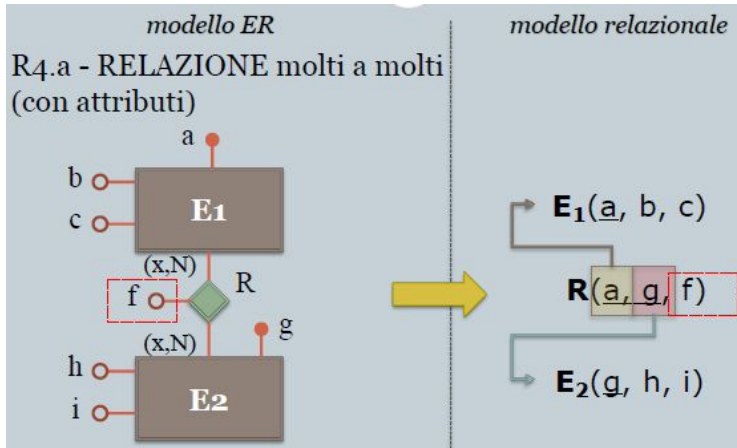 modello ER
modello relazionale
R4.a - RELAZIONE molti a molti
(con attributi)
a
b
c
E1
(x,N)
f
R
(x,N)
g
h
i
E2
E1(a, b, c)
R(a, g, f)
E2(g, h, i)